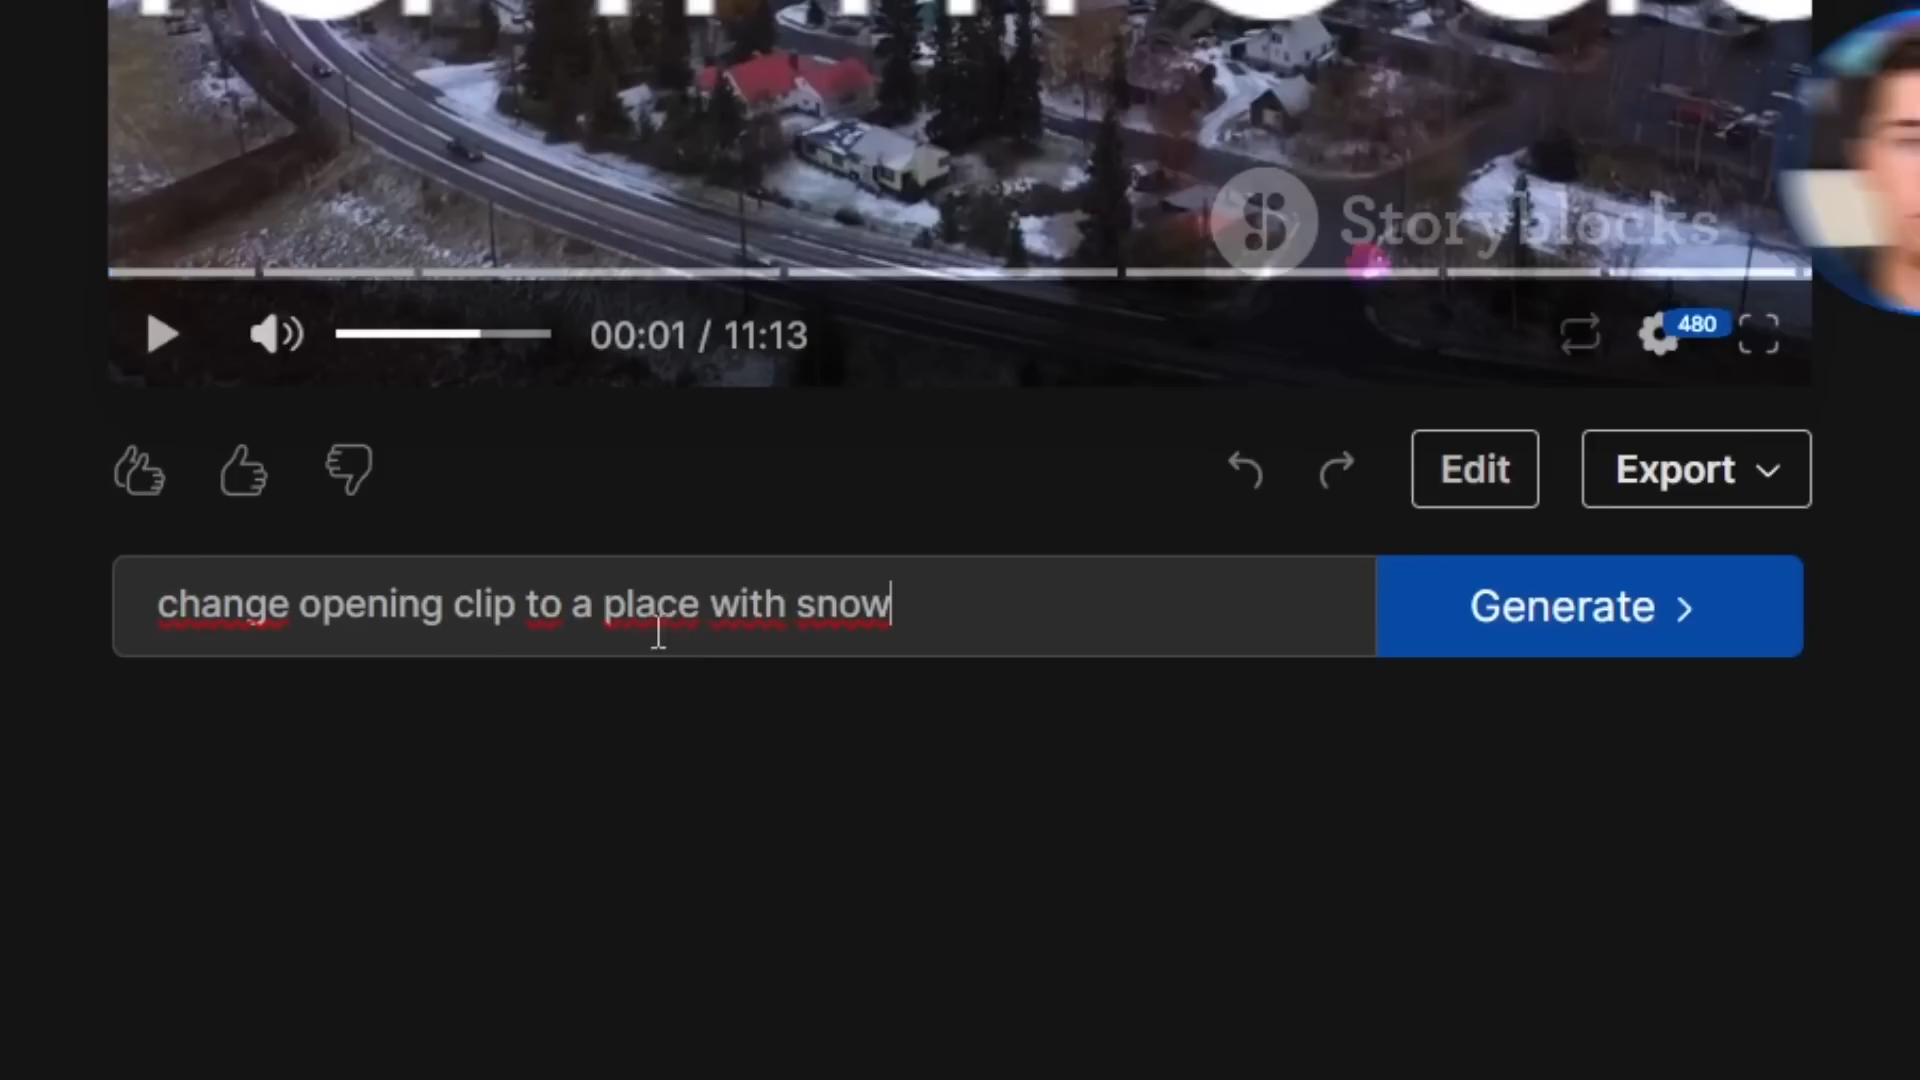 Storyblocks
00:01 / 11:13
480
Edit
Export
change opening clip to a place with snow
Generate